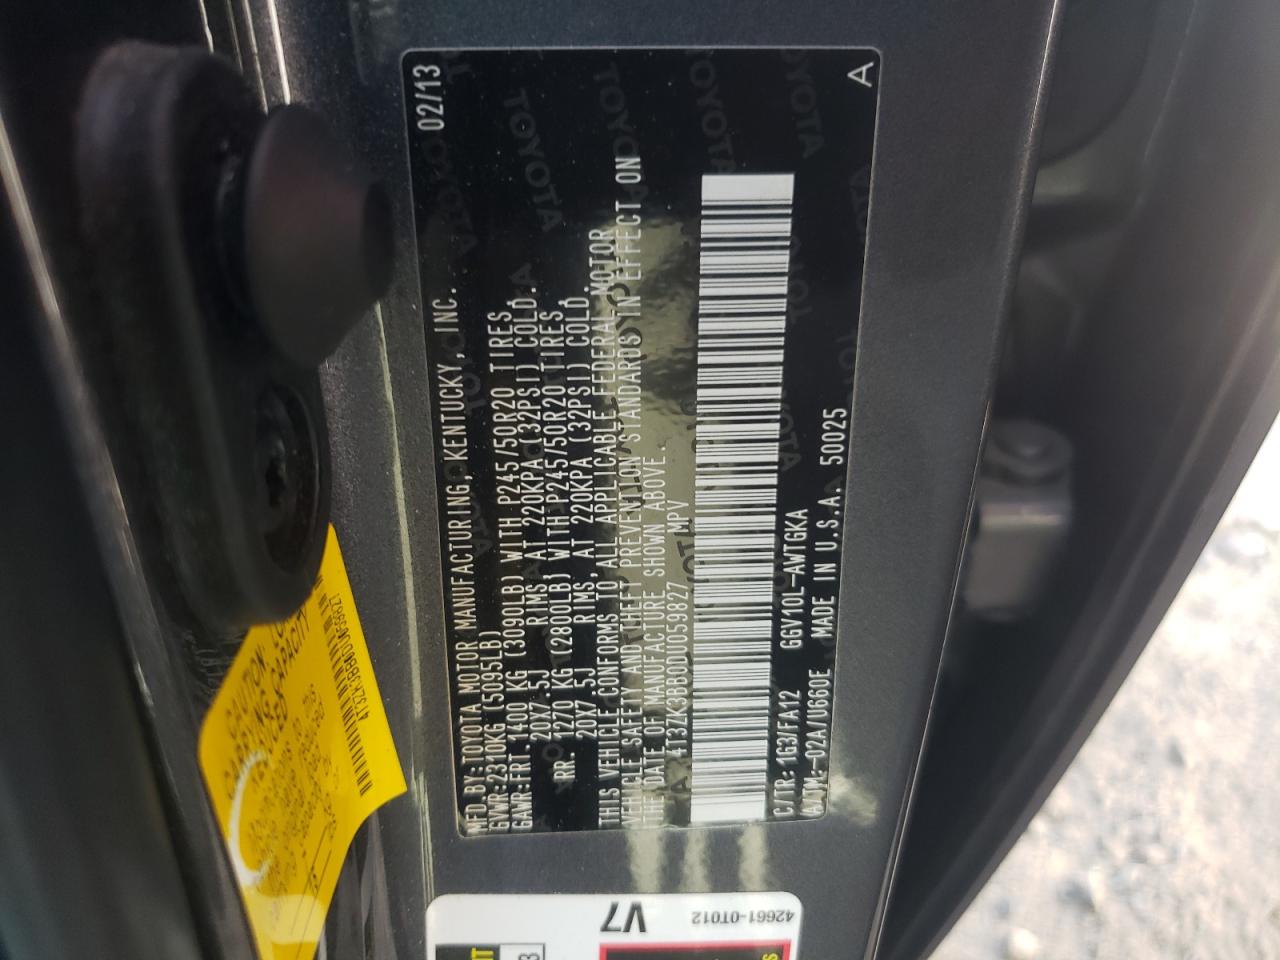 MFD.BY:TOYOTA MOTOR MANUFACTURING, KENTUCKY, INC. 02/13
GVWR:2310KG (5095LB)
GAWR:FRT.1400 KG (3090LB) WITH P245/50R20 TIRES,
20X7.5J RIMS, AT 220KPA (32PSI) COLD.
RR. 1270 KG (2800LB) WITH P245/50R20 TIRES,
20X7.5J RIMS, AT 220KPA (32PSI) COLD.
THIS VEHICLE CONFORMS TO ALL APPLICABLE FEDERAL MOTOR
VEHICLE SAFETY AND THEFT PREVENTION STANDARDS IN EFFECT ON
THE DATE OF MANUFACTURE SHOWN ABOVE.
4T3ZK3BB0DU059827 MPV
C/TR:1G3/FA12 GGV10L-AWTGKA
A/TM:-02A/U660E MADE IN U.S.A. 50025
A
CAUTION:
4T3ZK3BB0DU059827
42661-0T012
V7